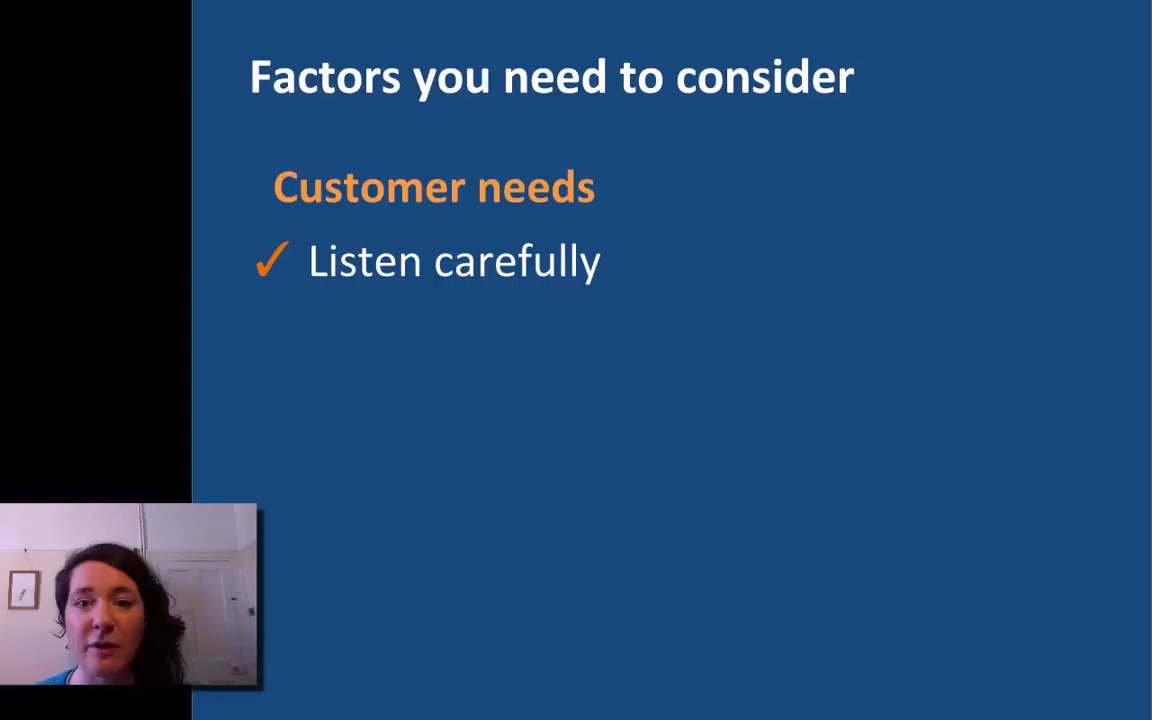 Factors you need to consider
Customer needs
✓ Listen carefully